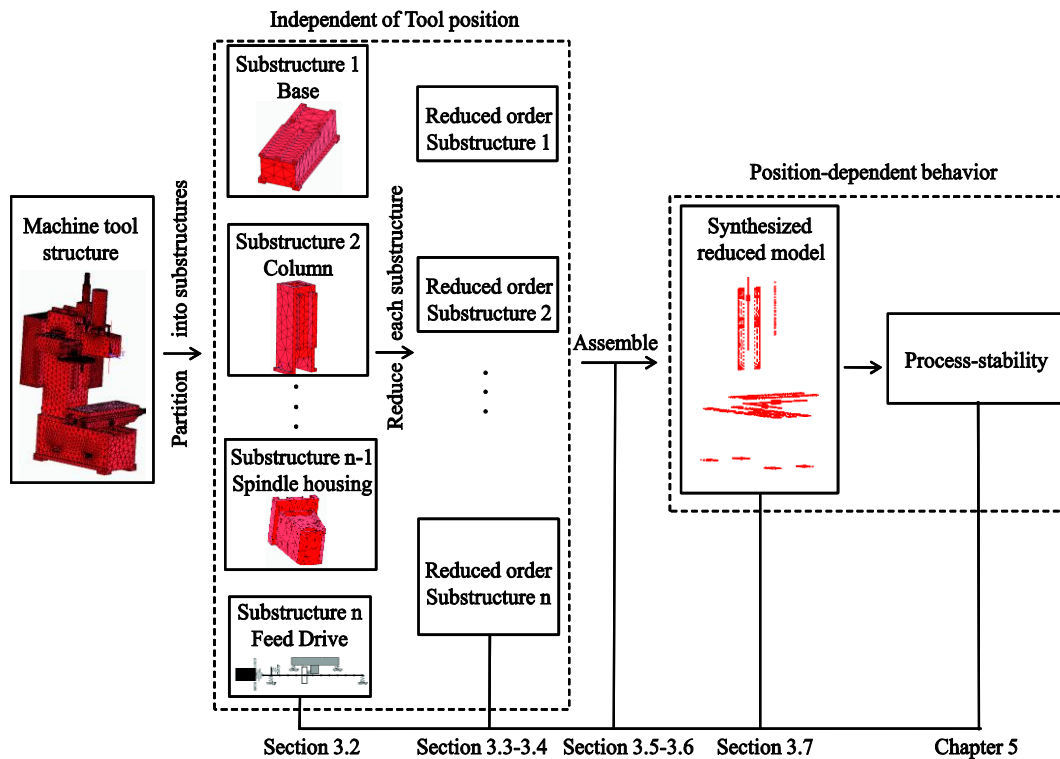 Independent of Tool position
Substructure 1
Base
Reduced order
Substructure 1
Position-dependent behavior
Machine tool
structure
Partition into substructures
Substructure 2
Column
Reduce each substructure
Reduced order
Substructure 2
Assemble
Synthesized
reduced model
Process-stability
Substructure n-1
Spindle housing
Reduced order
Substructure n
Substructure n
Feed Drive
Section 3.2
Section 3.3-3.4
Section 3.5-3.6
Section 3.7
Chapter 5